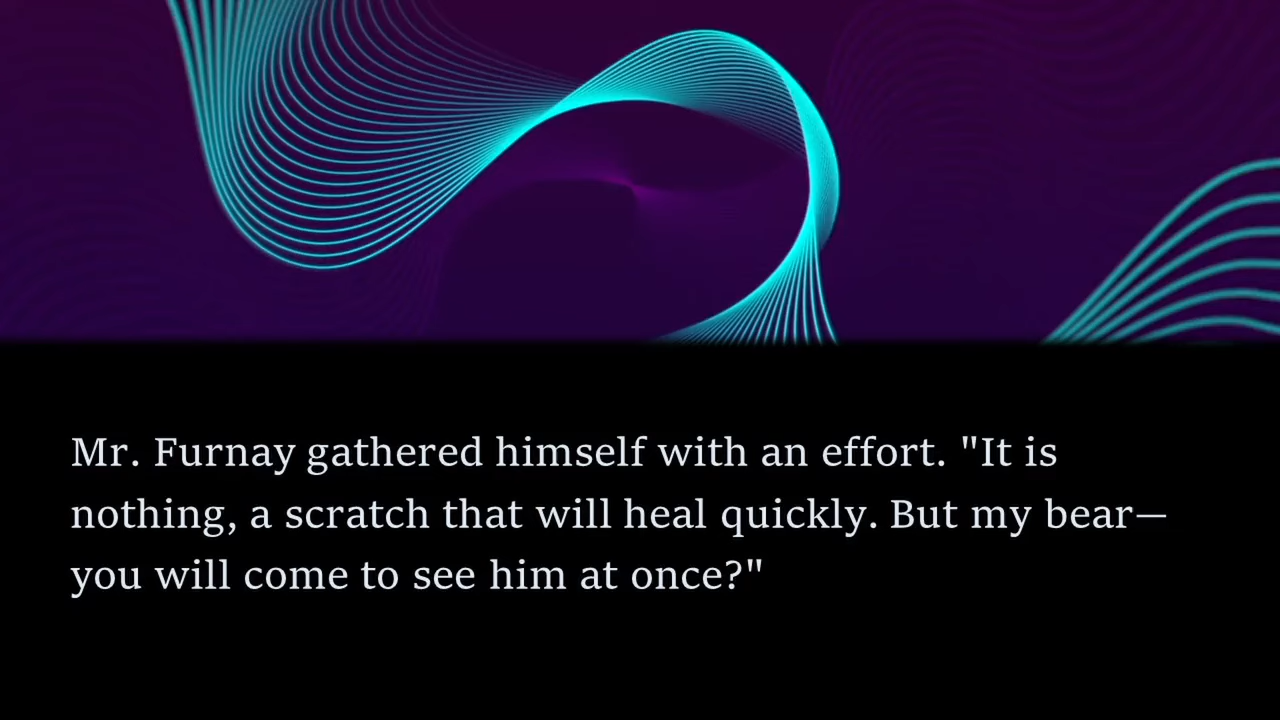 Mr. Furnay gathered himself with an effort. "It is
nothing, a scratch that will heal quickly. But my bear—
you will come to see him at once?"